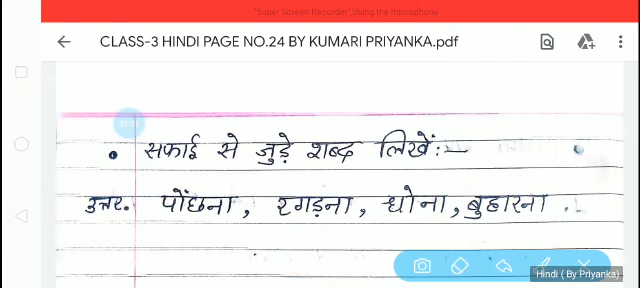 "Super Screen Recorder", Using the microphone
CLASS-3 HINDI PAGE NO.24 BY KUMARI PRIYANKA.pdf
• सफाई से जुड़े शब्द लिखें:—
उत्तर. पोंछना, रगड़ना, धोना, बुहारना .
Hindi ( By Priyanka)